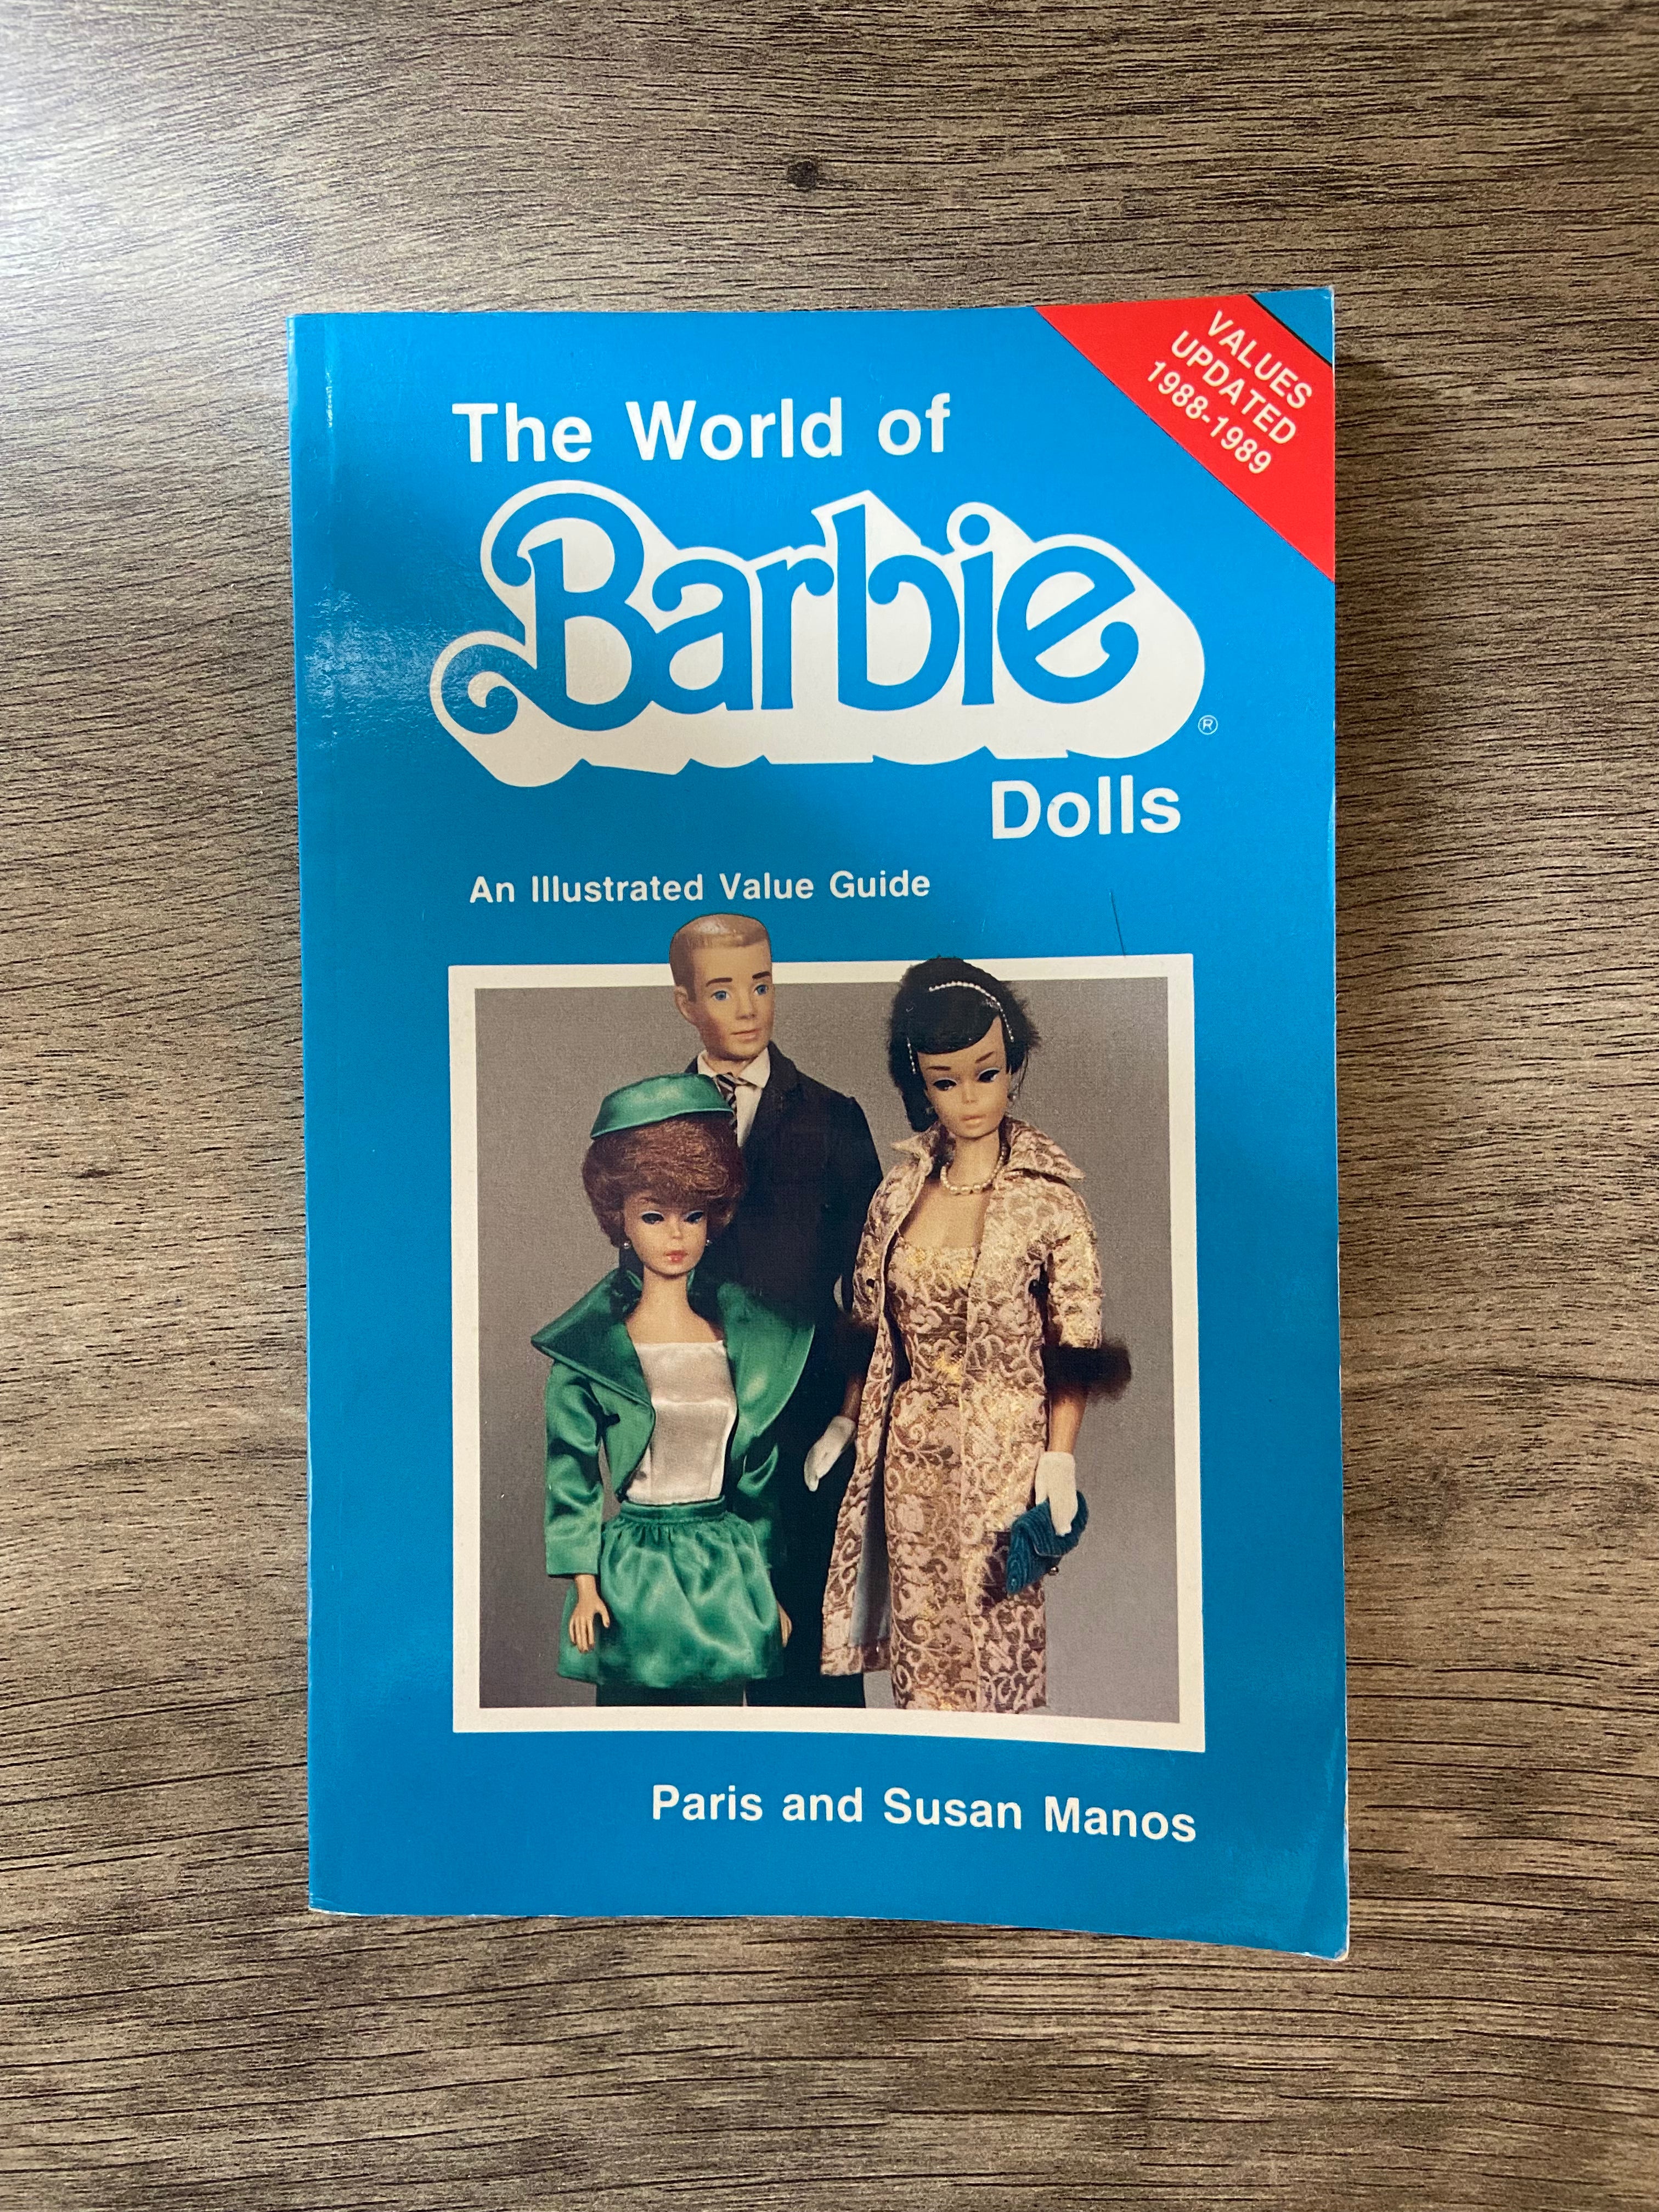 VALUES
UPDATED
1988-1989
The World of
Barbie
®
Dolls
An Illustrated Value Guide
Paris and Susan Manos